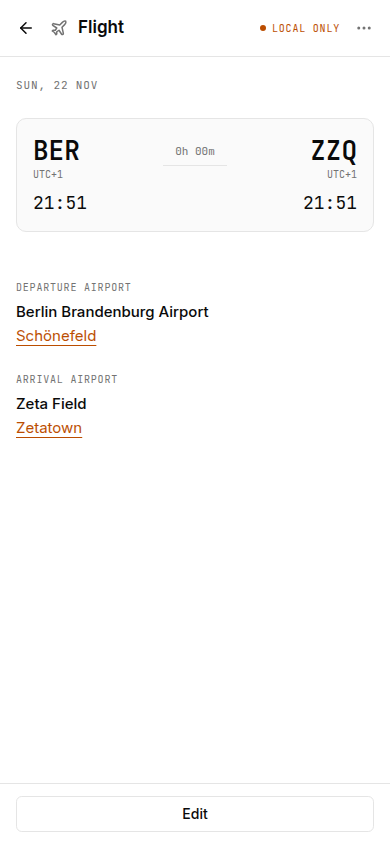 Flight
LOCAL ONLY
SUN, 22 NOV
BER 0h 00m ZZQ
UTC+1 UTC+1
21:51 21:51
DEPARTURE AIRPORT
Berlin Brandenburg Airport
Schönefeld
ARRIVAL AIRPORT
Zeta Field
Zetatown
Edit